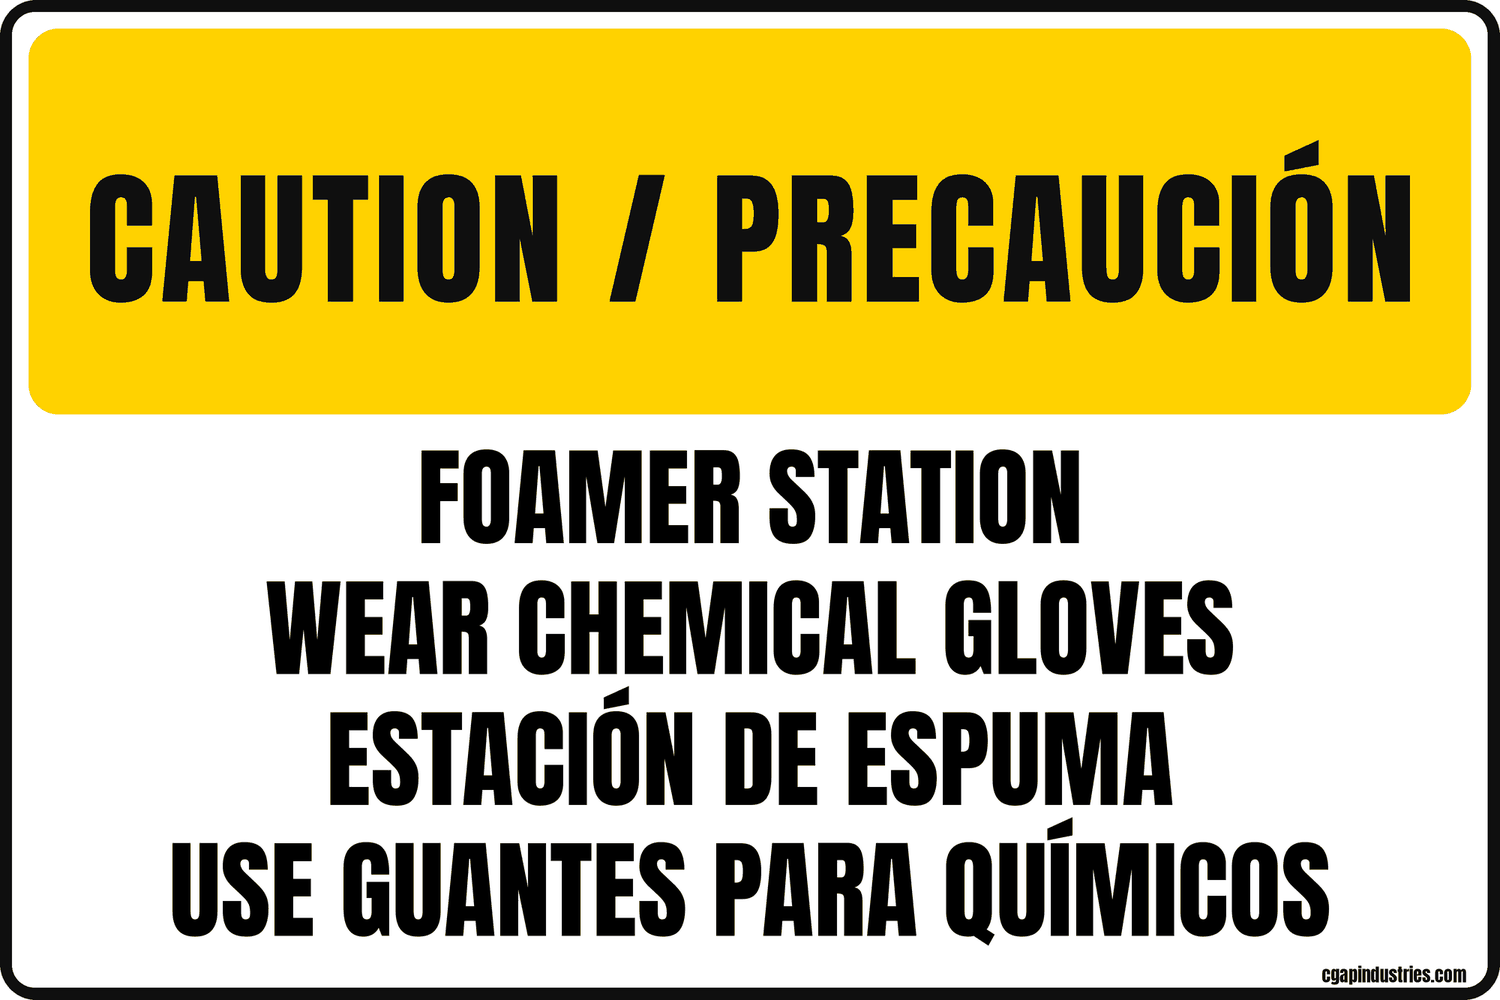 CAUTION / PRECAUCIÓN
FOAMER STATION
WEAR CHEMICAL GLOVES
ESTACIÓN DE ESPUMA
USE GUANTES PARA QUÍMICOS
cgapindustries.com